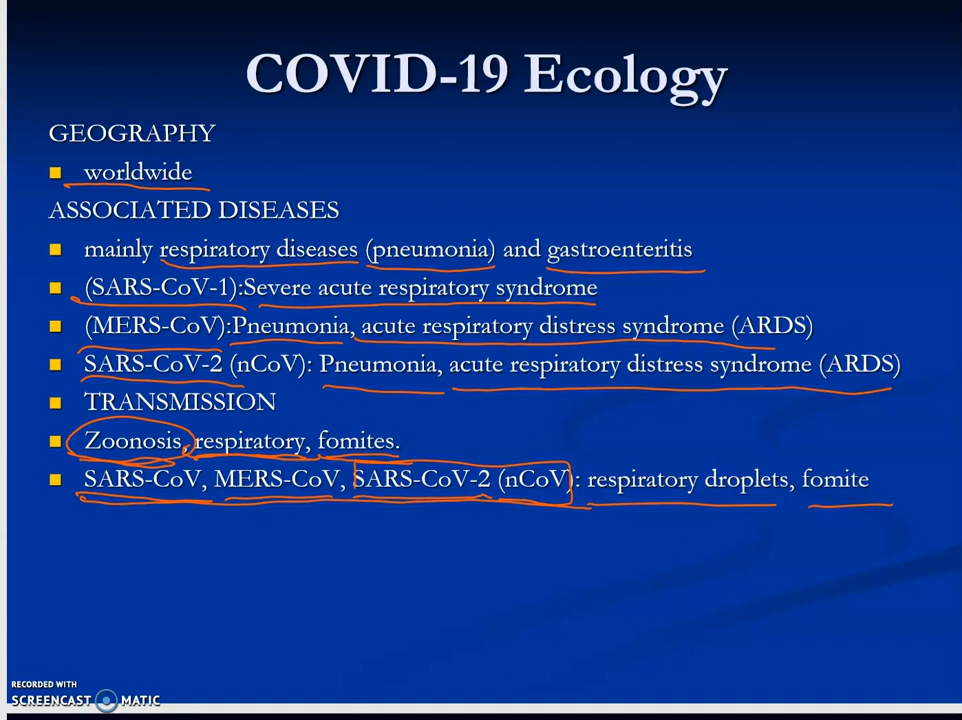 COVID-19 Ecology
GEOGRAPHY
worldwide
ASSOCIATED DISEASES
mainly respiratory diseases (pneumonia) and gastroenteritis
(SARS-CoV-1):Severe acute respiratory syndrome
(MERS-CoV):Pneumonia, acute respiratory distress syndrome (ARDS)
SARS-CoV-2 (nCoV): Pneumonia, acute respiratory distress syndrome (ARDS)
TRANSMISSION
Zoonosis, respiratory, fomites.
SARS-CoV, MERS-CoV, SARS-CoV-2 (nCoV): respiratory droplets, fomite
RECORDED WITH
SCREENCAST MATIC